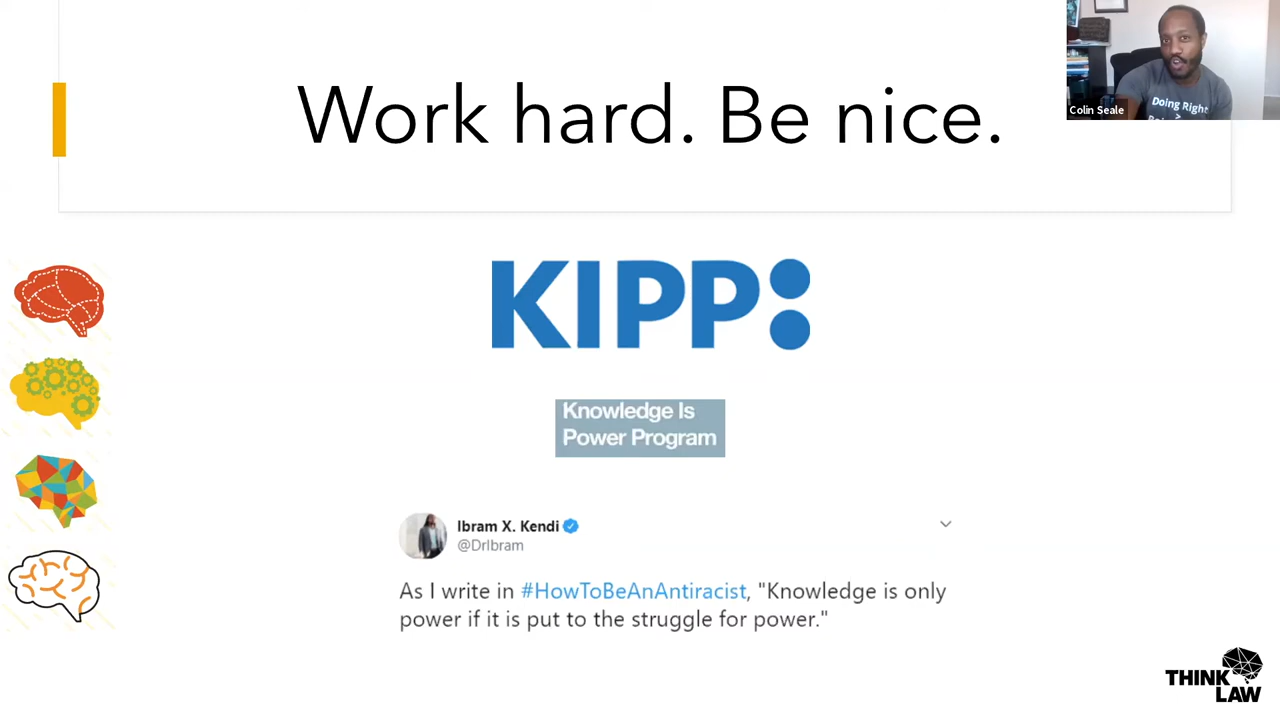 Work hard. Be nice.
Colin Seale
Doing Right
KIPP:
Knowledge Is
Power Program
Ibram X. Kendi
@DrIbram
As I write in #HowToBeAnAntiracist, "Knowledge is only
power if it is put to the struggle for power."
THINK
LAW